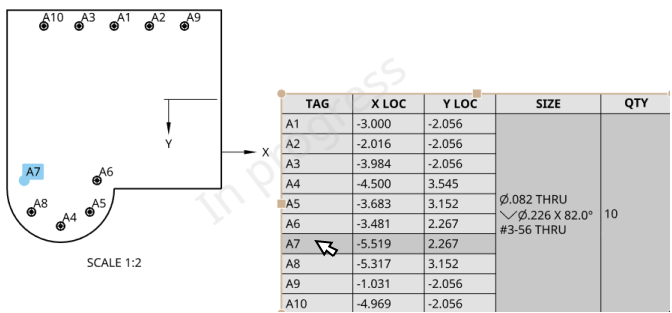 A10 A3 A1 A2 A9
Y
X
A7
A6
A8
A5
A4
SCALE 1:2
In progress
TAG X LOC Y LOC SIZE QTY
A1 -3.000 -2.056
A2 -2.016 -2.056
A3 -3.984 -2.056
A4 -4.500 3.545
A5 -3.683 3.152
A6 -3.481 2.267
A7 -5.519 2.267
A8 -5.317 3.152
A9 -1.031 -2.056
A10 -4.969 -2.056
Ø.082 THRU
⌵Ø.226 X 82.0°
#3-56 THRU
10